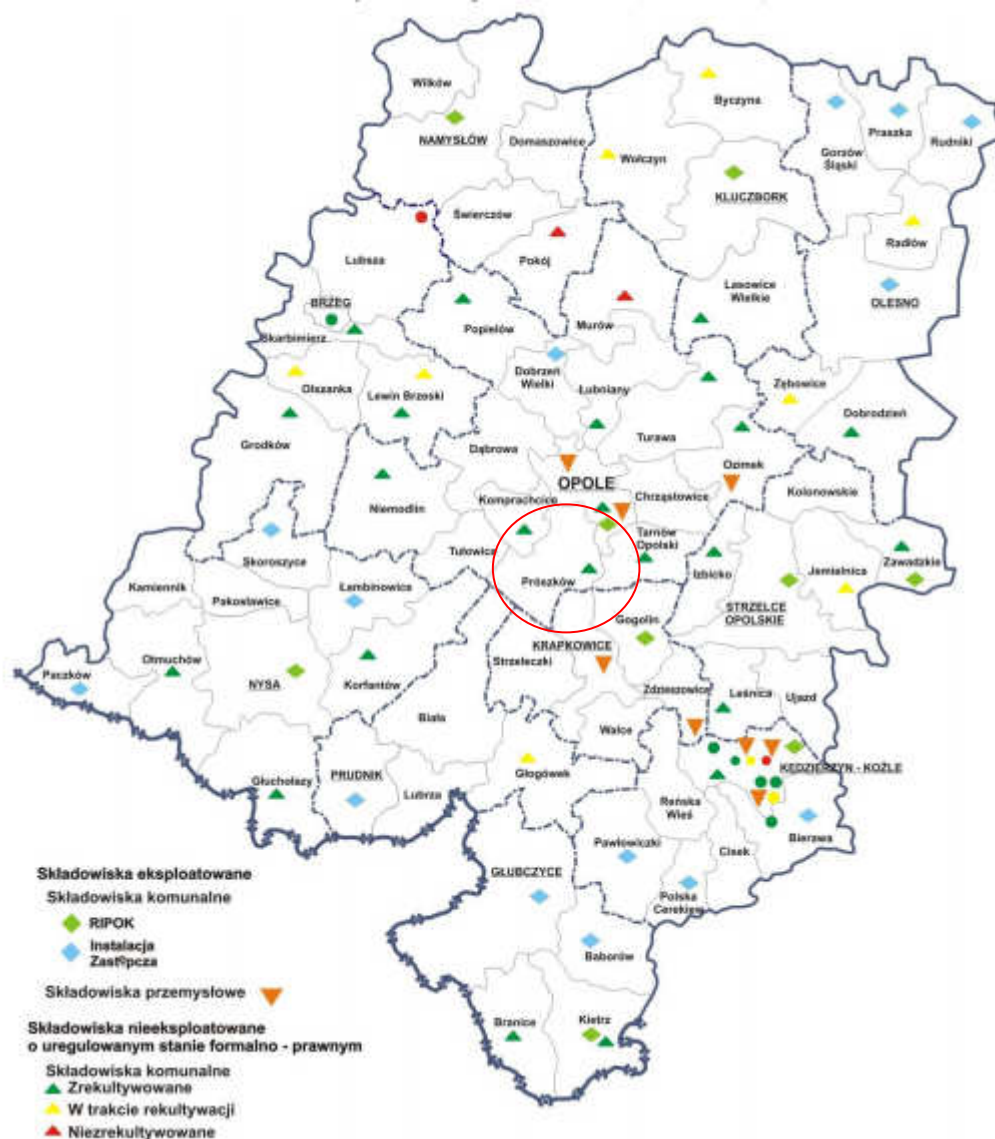 Wilków
Byczyna
NAMYSŁÓW
Domaszowice
Wołczyn
Gorzów
Śląski
Praszka
Rudniki
KLUCZBORK
Świerczów
Pokój
Radłów
Lubsza
Lasowice
Wielkie
OLESNO
BRZEG
Skarbimierz
Popielów
Murów
Olszanka
Lewin Brzeski
Dobrzeń
Wielki
Łubniany
Zębowice
Dobrodzień
Grodków
Dąbrowa
Turawa
OPOLE
Ozimek
Niemodlin
Komprachcice
Chrząstowice
Kolonowskie
Skoroszyce
Tułowice
Tarnów
Opolski
Izbicko
Jemielnica
Zawadzkie
Kamiennik
Pakosławice
Łambinowice
Prószków
STRZELCE
OPOLSKIE
Gogolin
KRAPKOWICE
Strzeleczki
Paczków
Otmuchów
NYSA
Korfantów
Zdzieszowice
Leśnica
Ujazd
Biała
Walce
KĘDZIERZYN - KOŹLE
Głuchołazy
PRUDNIK
Lubrza
Głogówek
Reńska
Wieś
Bierawa
Pawłowiczki
Cisek
GŁUBCZYCE
Polska
Cerekiew
Baborów
Branice
Kietrz
Składowiska eksploatowane
Składowiska komunalne
RIPOK
Instalacja
Zastępcza
Składowiska przemysłowe
Składowiska nieeksploatowane
o uregulowanym stanie formalno - prawnym
Składowiska komunalne
Zrekultywowane
W trakcie rekultywacji
Niezrekultywowane